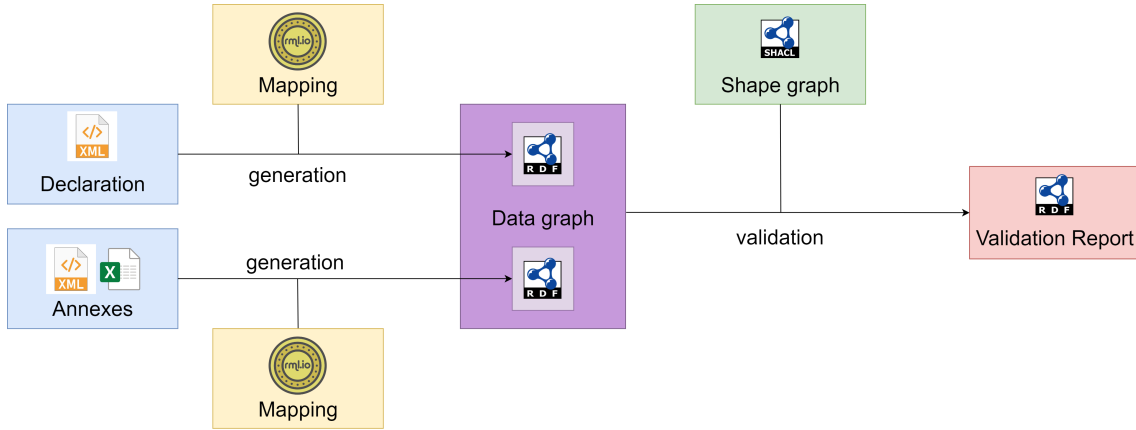 rml.io
Mapping
SHACL
Shape graph
XML
Declaration
generation
RDF
Data graph
validation
RDF
Validation Report
XML
X
Annexes
generation
RDF
rml.io
Mapping